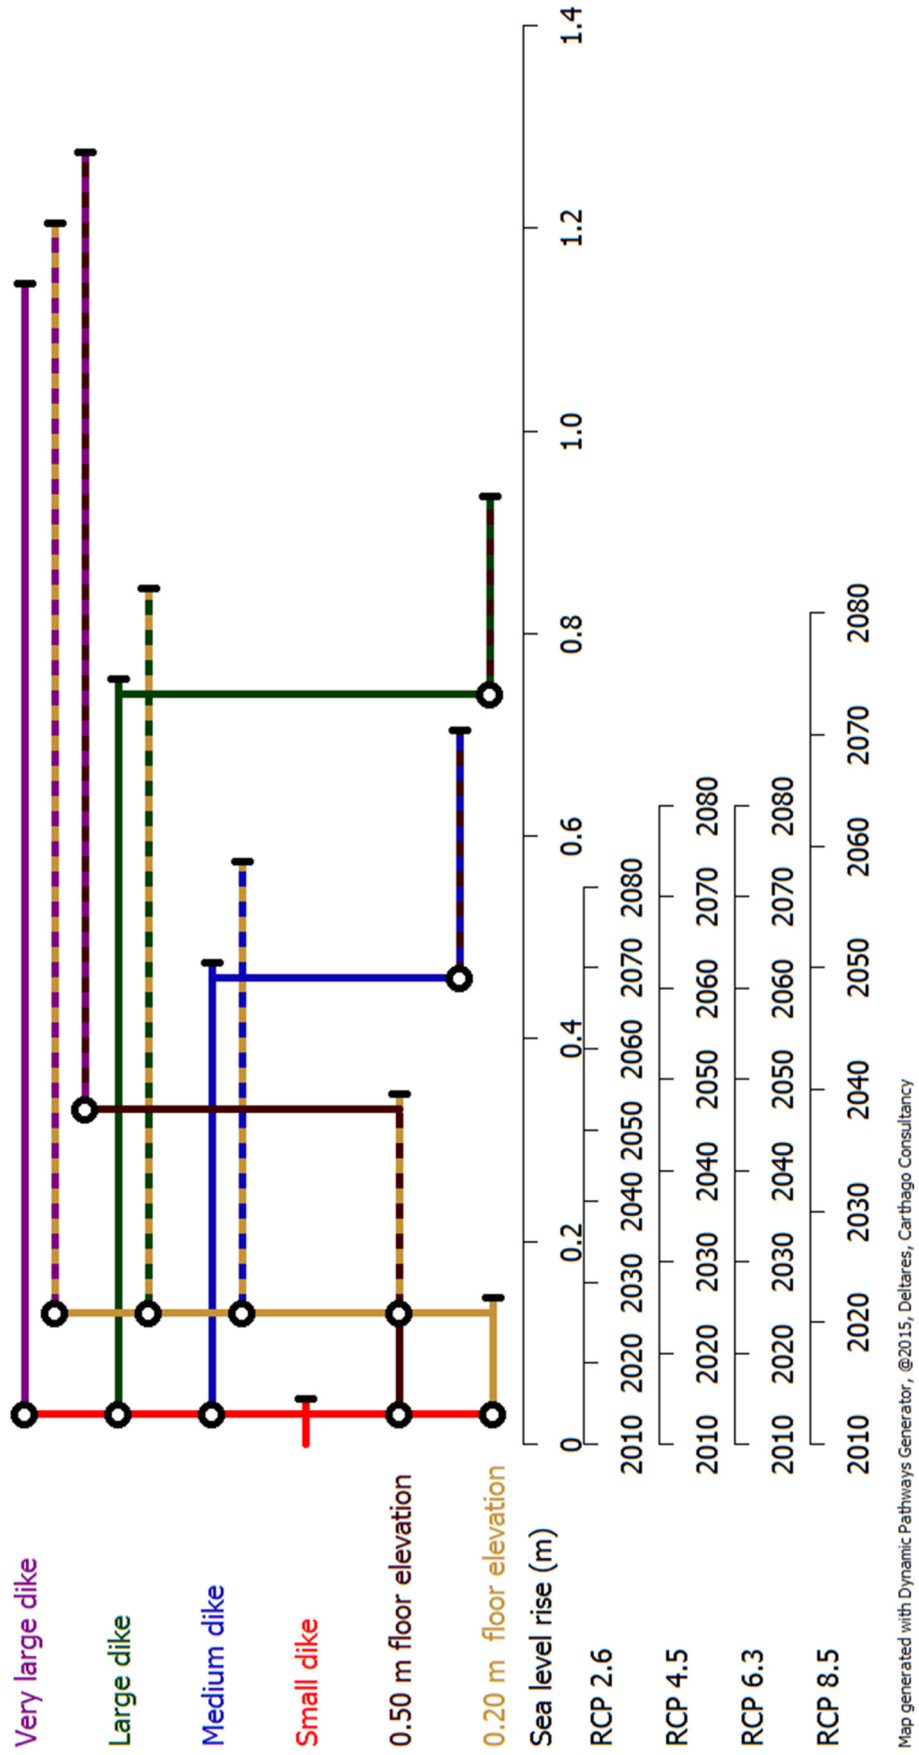 Very large dike
Large dike
Medium dike
Small dike
0.50 m floor elevation
0.20 m  floor elevation
Sea level rise (m)
0 0.2 0.4 0.6 0.8 1.0 1.2 1.4
RCP 2.6
2010 2020 2030 2040 2050 2060 2070 2080
RCP 4.5
2010 2020 2030 2040 2050 2060 2070 2080
RCP 6.3
2010 2020 2030 2040 2050 2060 2070 2080
RCP 8.5
2010 2020 2030 2040 2050 2060 2070 2080
Map generated with Dynamic Pathways Generator, @2015, Deltares, Carthago Consultancy